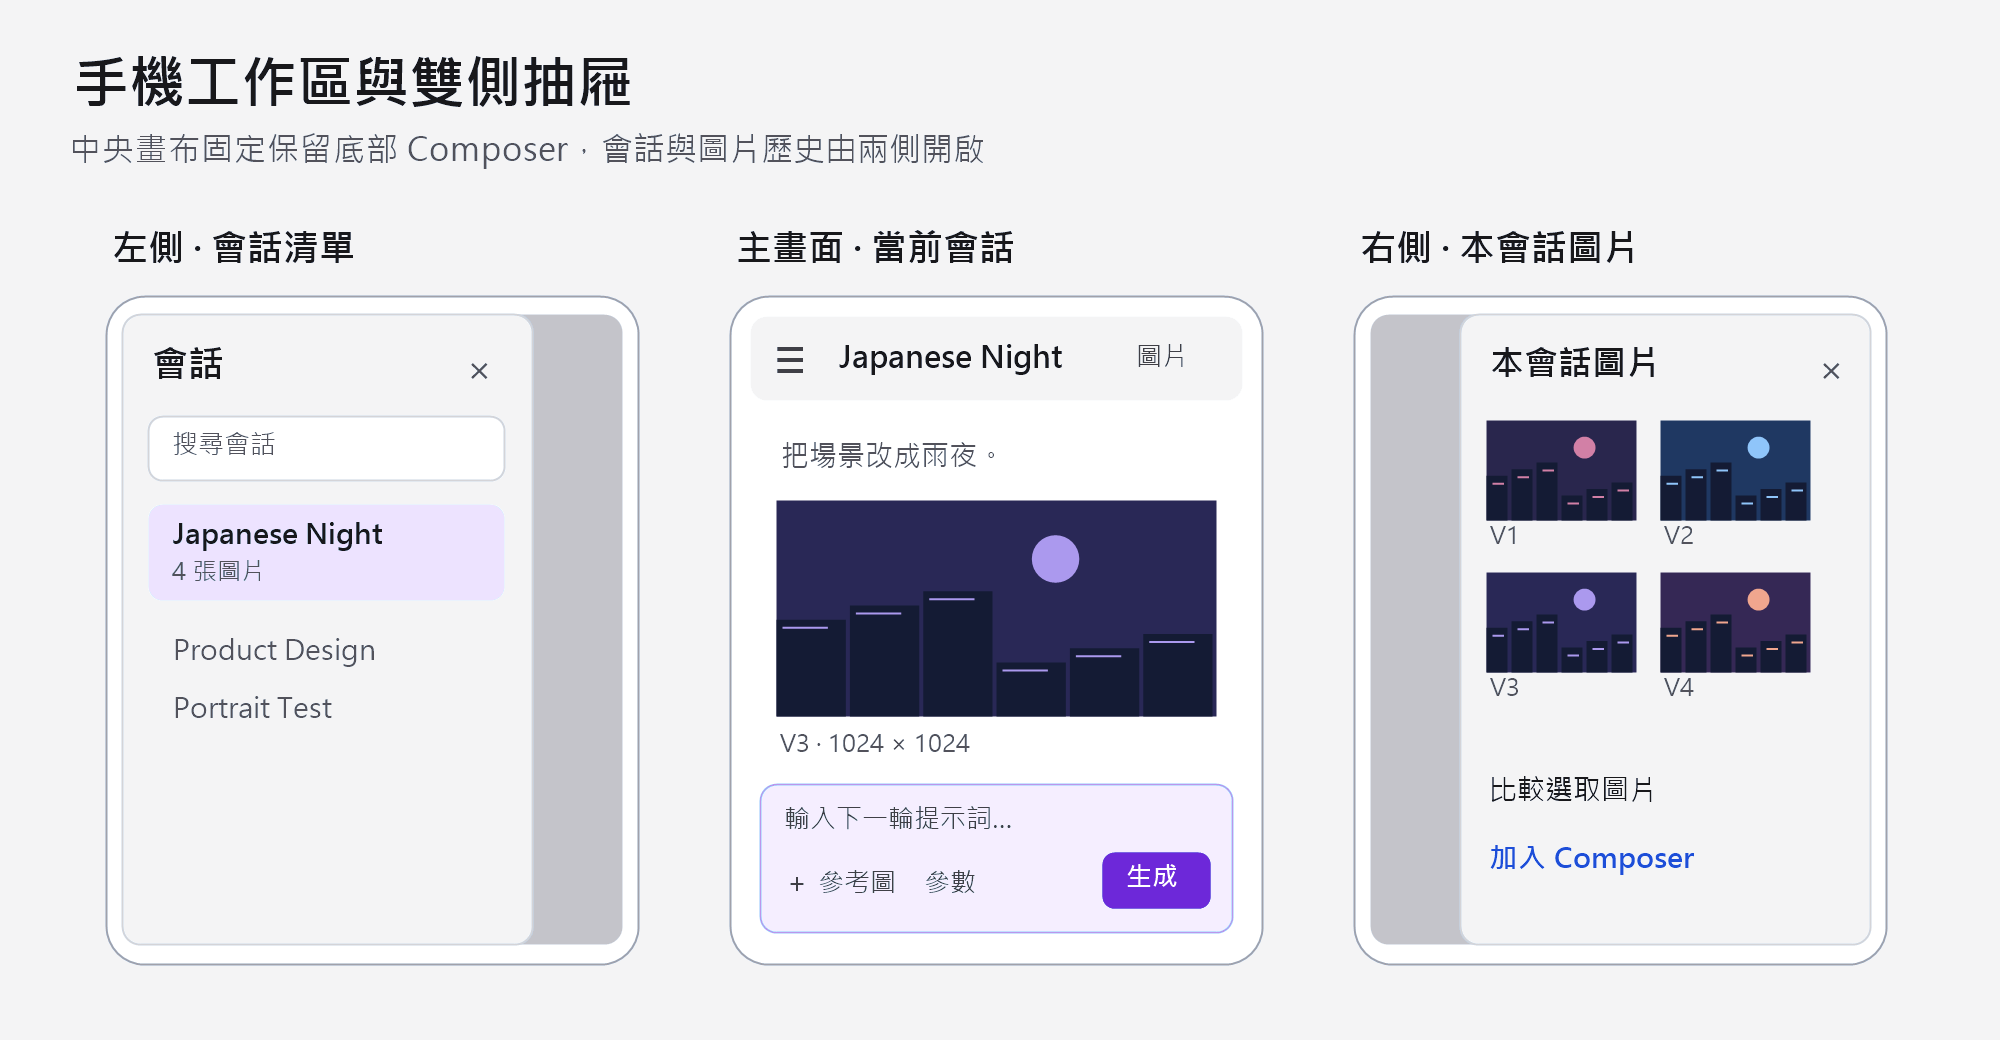 手機工作區與雙側抽屜
中央畫布固定保留底部 Composer，會話與圖片歷史由兩側開啟
左側 · 會話清單
會話
×
搜尋會話
Japanese Night
4 張圖片
Product Design
Portrait Test
主畫面 · 當前會話
Japanese Night
圖片
把場景改成雨夜。
V3 · 1024 × 1024
輸入下一輪提示詞...
+ 參考圖
參數
生成
右側 · 本會話圖片
本會話圖片
×
V1
V2
V3
V4
比較選取圖片
加入 Composer